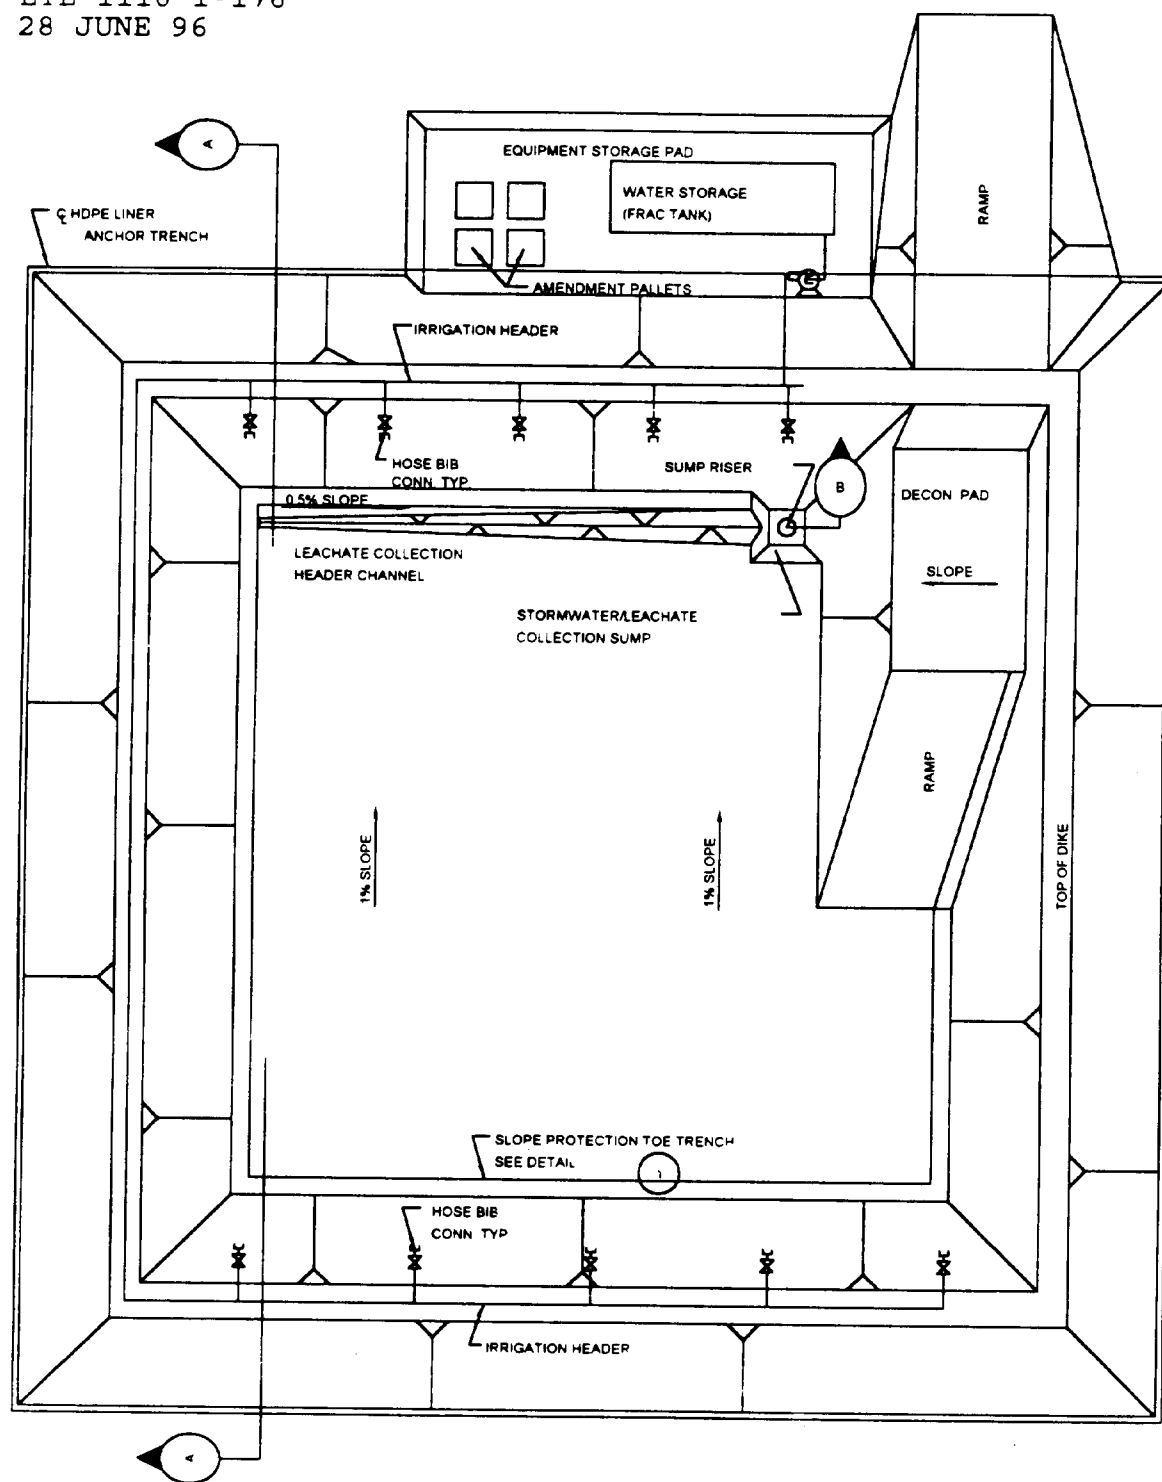 28 JUNE 96
A
EQUIPMENT STORAGE PAD
WATER STORAGE
(FRAC TANK)
RAMP
℄ HDPE LINER
ANCHOR TRENCH
AMENDMENT PALLETS
IRRIGATION HEADER
HOSE BIB
CONN. TYP.
SUMP RISER
B
DECON PAD
0.5% SLOPE
LEACHATE COLLECTION
HEADER CHANNEL
SLOPE
STORMWATER/LEACHATE
COLLECTION SUMP
RAMP
1% SLOPE
1% SLOPE
TOP OF DIKE
SLOPE PROTECTION TOE TRENCH
SEE DETAIL
1
HOSE BIB
CONN TYP
IRRIGATION HEADER
A